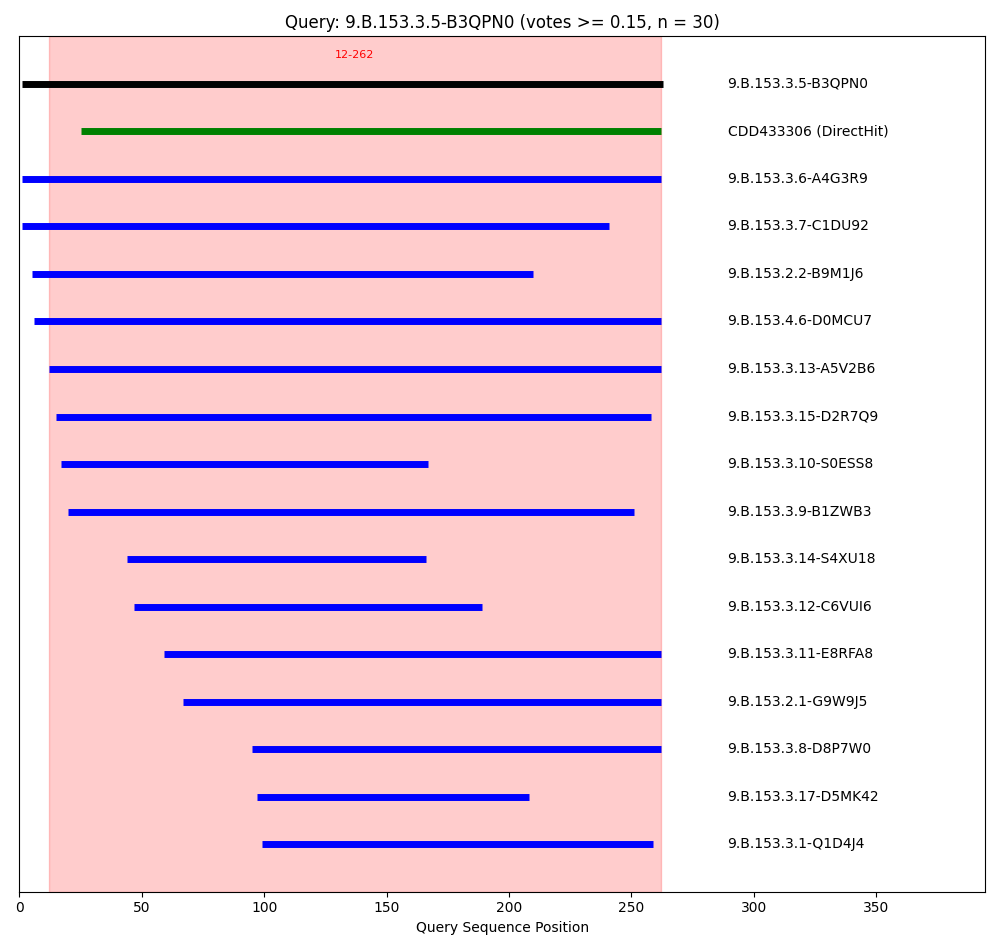 Query: 9.B.153.3.5-B3QPN0 (votes >= 0.15, n = 30)
12-262
9.B.153.3.5-B3QPN0
CDD433306 (DirectHit)
9.B.153.3.6-A4G3R9
9.B.153.3.7-C1DU92
9.B.153.2.2-B9M1J6
9.B.153.4.6-D0MCU7
9.B.153.3.13-A5V2B6
9.B.153.3.15-D2R7Q9
9.B.153.3.10-S0ESS8
9.B.153.3.9-B1ZWB3
9.B.153.3.14-S4XU18
9.B.153.3.12-C6VUI6
9.B.153.3.11-E8RFA8
9.B.153.2.1-G9W9J5
9.B.153.3.8-D8P7W0
9.B.153.3.17-D5MK42
9.B.153.3.1-Q1D4J4
0 50 100 150 200 250 300 350
Query Sequence Position